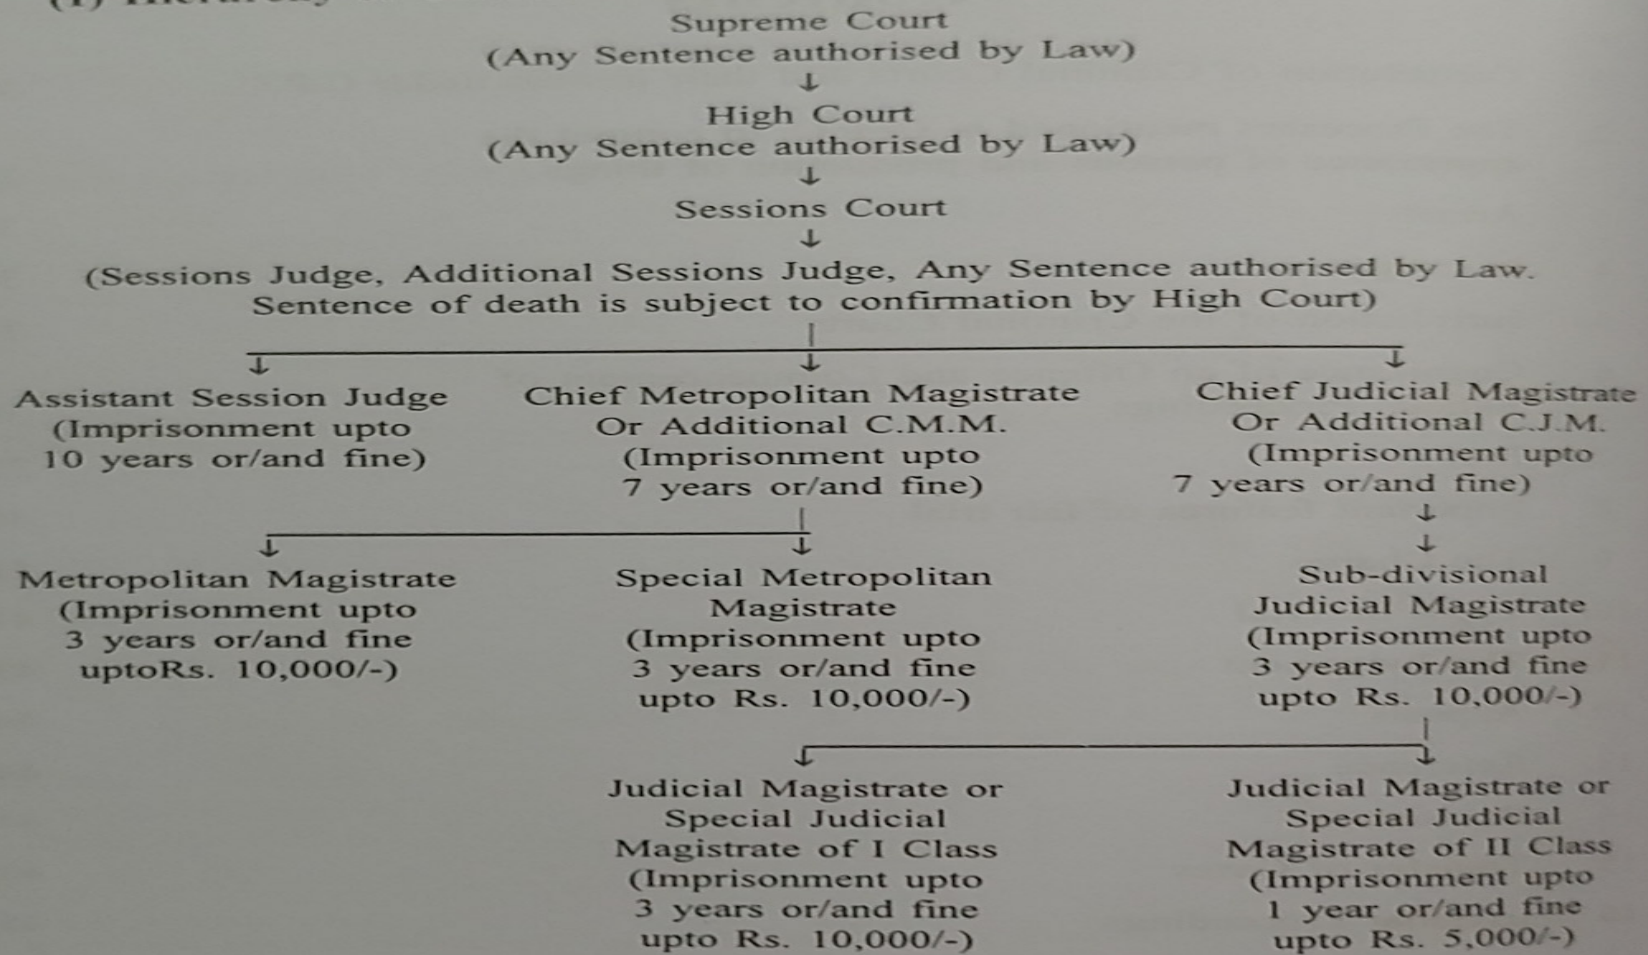 Supreme Court
(Any Sentence authorised by Law)
↓
High Court
(Any Sentence authorised by Law)
↓
Sessions Court
↓
(Sessions Judge, Additional Sessions Judge, Any Sentence authorised by Law.
Sentence of death is subject to confirmation by High Court)
Assistant Session Judge
(Imprisonment upto
10 years or/and fine)
Chief Metropolitan Magistrate
Or Additional C.M.M.
(Imprisonment upto
7 years or/and fine)
Chief Judicial Magistrate
Or Additional C.J.M.
(Imprisonment upto
7 years or/and fine)
Metropolitan Magistrate
(Imprisonment upto
3 years or/and fine
uptoRs. 10,000/-)
Special Metropolitan
Magistrate
(Imprisonment upto
3 years or/and fine
upto Rs. 10,000/-)
Sub-divisional
Judicial Magistrate
(Imprisonment upto
3 years or/and fine
upto Rs. 10,000/-)
Judicial Magistrate or
Special Judicial
Magistrate of I Class
(Imprisonment upto
3 years or/and fine
upto Rs. 10,000/-)
Judicial Magistrate or
Special Judicial
Magistrate of II Class
(Imprisonment upto
1 year or/and fine
upto Rs. 5,000/-)